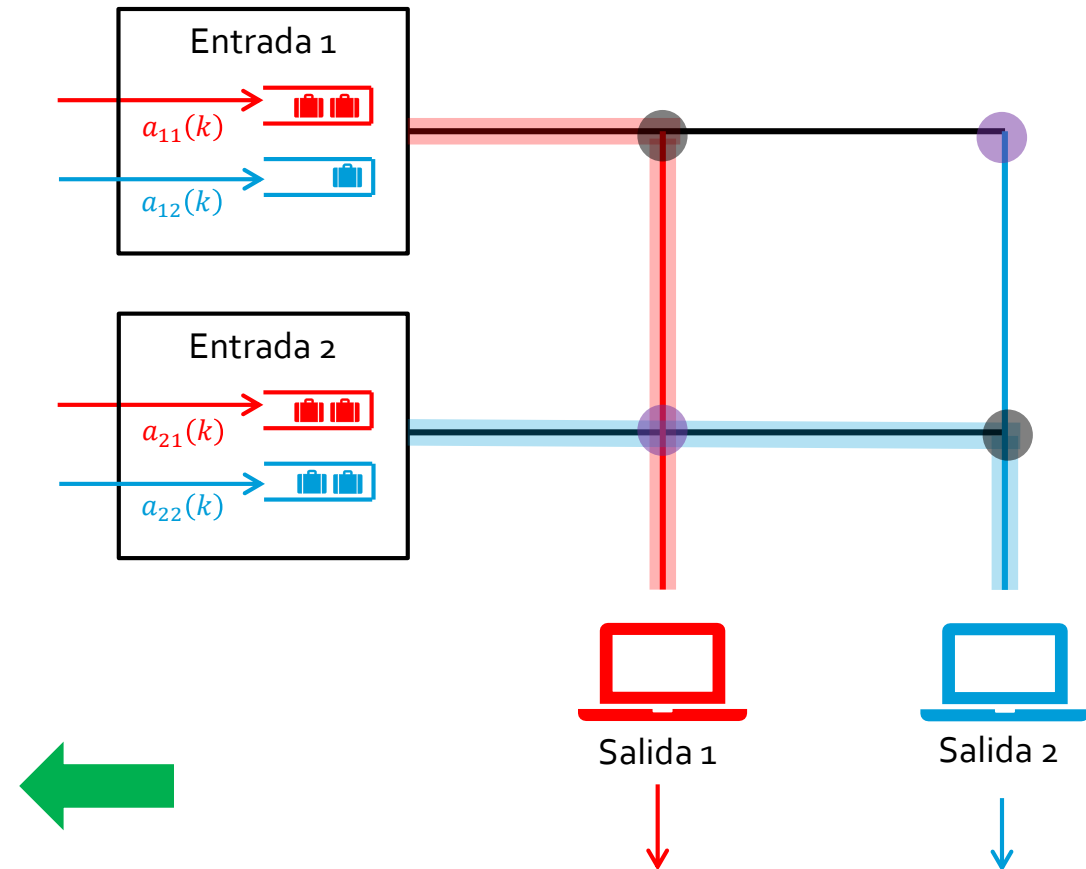 Entrada 1
a₁₁(k)
a₁₂(k)
Entrada 2
a₂₁(k)
a₂₂(k)
Salida 1
Salida 2